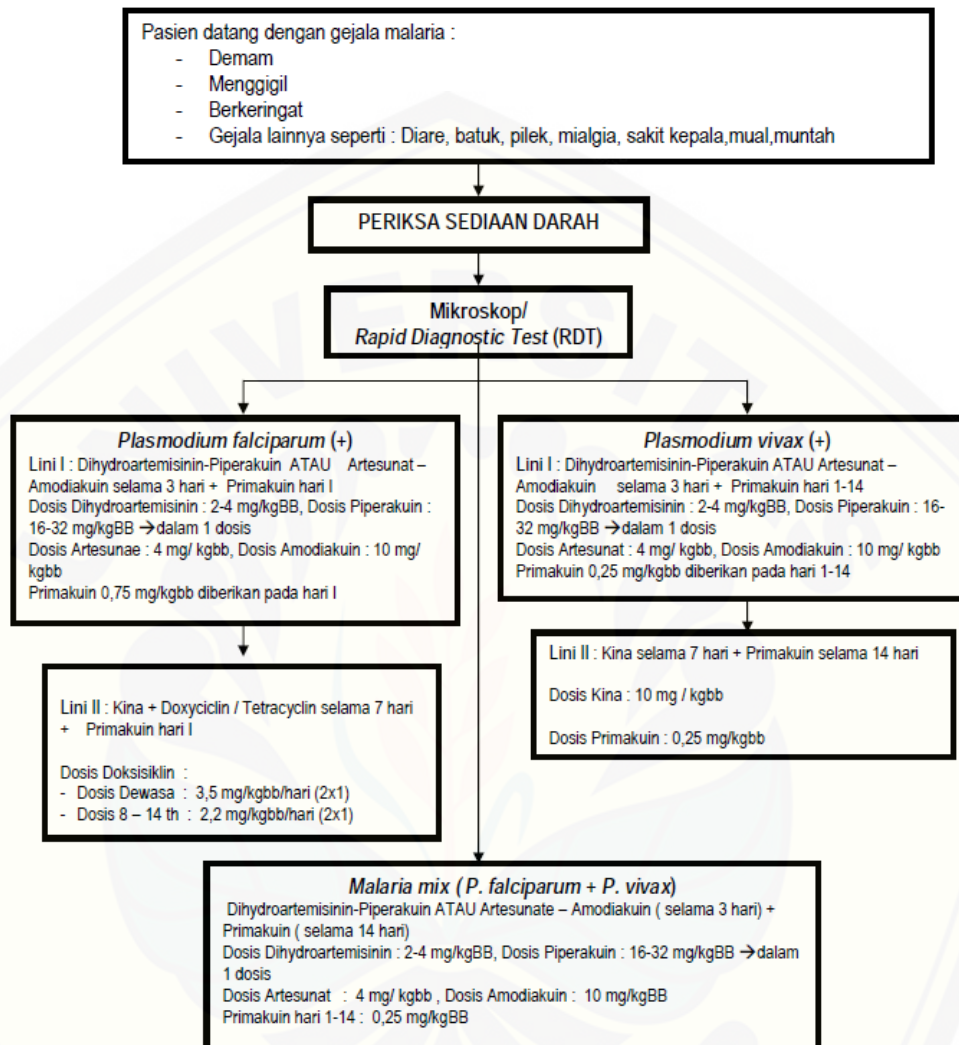 Pasien datang dengan gejala malaria :
- Demam
- Menggigil
- Berkeringat
- Gejala lainnya seperti : Diare, batuk, pilek, mialgia, sakit kepala,mual,muntah
PERIKSA SEDIAAN DARAH
Mikroskop/
Rapid Diagnostic Test (RDT)
Plasmodium falciparum (+)
Lini I : Dihydroartemisinin-Piperakuin ATAU Artesunat –
Amodiakuin selama 3 hari + Primakuin hari I
Dosis Dihydroartemisinin : 2-4 mg/kgBB, Dosis Piperakuin :
16-32 mg/kgBB →dalam 1 dosis
Dosis Artesunae : 4 mg/ kgbb, Dosis Amodiakuin : 10 mg/
kgbb
Primakuin 0,75 mg/kgbb diberikan pada hari I
Plasmodium vivax (+)
Lini I : Dihydroartemisinin-Piperakuin ATAU Artesunat –
Amodiakuin selama 3 hari + Primakuin hari 1-14
Dosis Dihydroartemisinin : 2-4 mg/kgBB, Dosis Piperakuin : 16-
32 mg/kgBB →dalam 1 dosis
Dosis Artesunat : 4 mg/ kgbb, Dosis Amodiakuin : 10 mg/ kgbb
Primakuin 0,25 mg/kgbb diberikan pada hari 1-14
Lini II : Kina + Doxyciclin / Tetracyclin selama 7 hari
+ Primakuin hari I
Dosis Doksisiklin :
- Dosis Dewasa : 3,5 mg/kgbb/hari (2x1)
- Dosis 8 – 14 th : 2,2 mg/kgbb/hari (2x1)
Lini II : Kina selama 7 hari + Primakuin selama 14 hari
Dosis Kina : 10 mg / kgbb
Dosis Primakuin : 0,25 mg/kgbb
Malaria mix ( P. falciparum + P. vivax)
Dihydroartemisinin-Piperakuin ATAU Artesunate – Amodiakuin ( selama 3 hari) +
Primakuin ( selama 14 hari)
Dosis Dihydroartemisinin : 2-4 mg/kgBB, Dosis Piperakuin : 16-32 mg/kgBB →dalam
1 dosis
Dosis Artesunat : 4 mg/ kgbb , Dosis Amodiakuin : 10 mg/kgBB
Primakuin hari 1-14 : 0,25 mg/kgBB